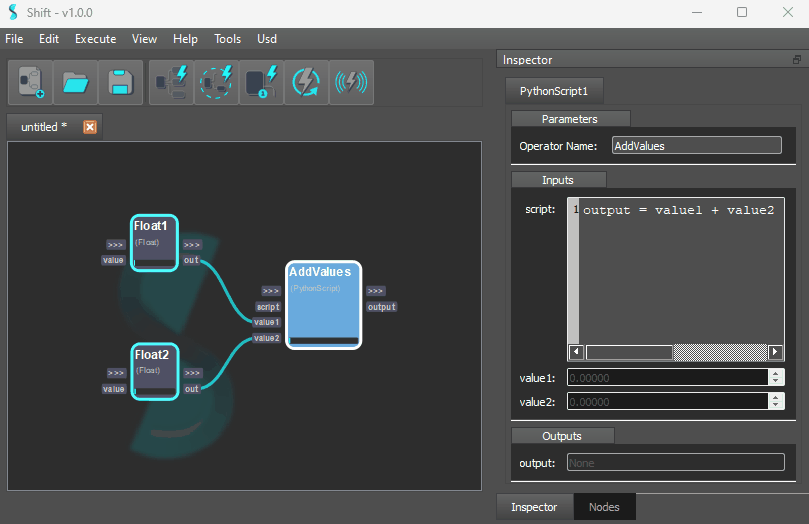 Shift - v1.0.0
File Edit Execute View Help Tools Usd
untitled *
Float1
(Float)
>>> >>>
value out
AddValues
(PythonScript)
>>> >>>
script output
value1
value2
Float2
(Float)
>>> >>>
value out
Inspector
PythonScript1
Parameters
Operator Name: AddValues
Inputs
script: 1 output = value1 + value2
value1: 0.00000
value2: 0.00000
Outputs
output: None
Inspector Nodes